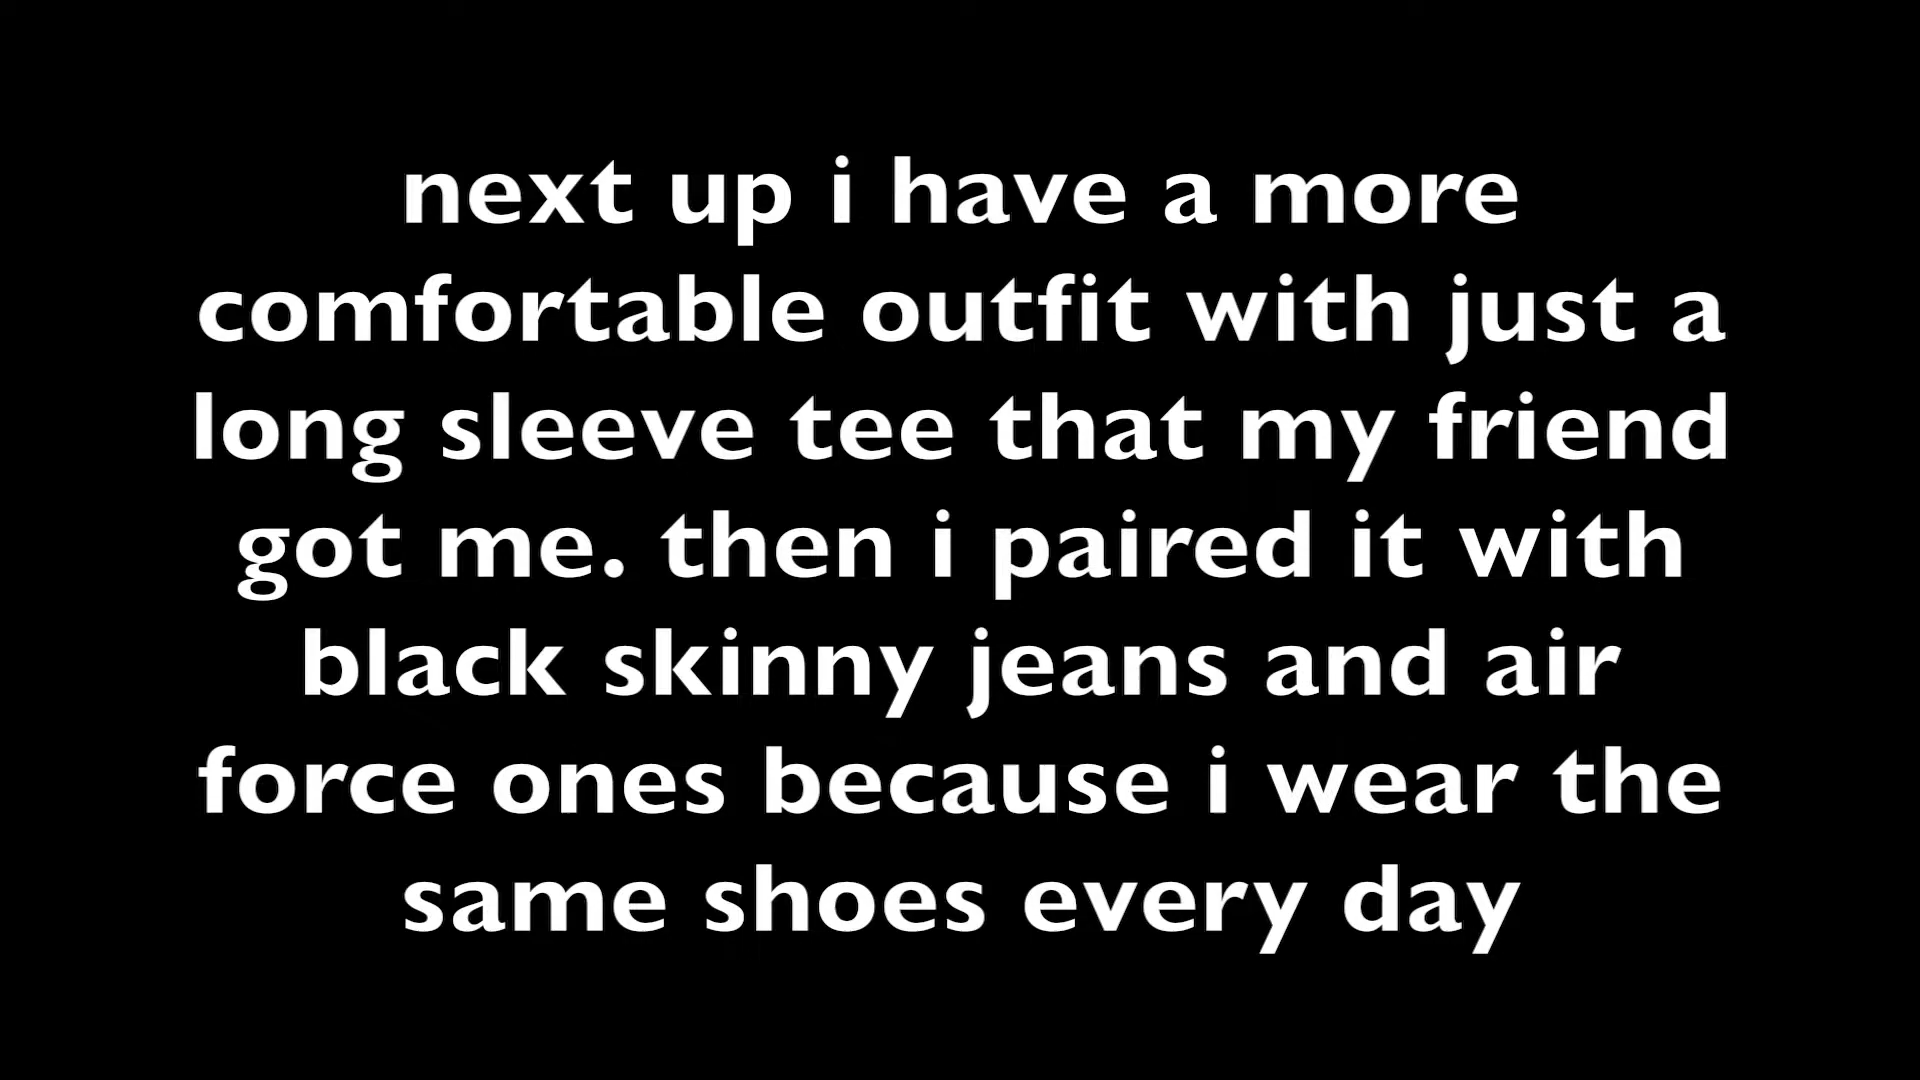 next up i have a more
comfortable outfit with just a
long sleeve tee that my friend
got me. then i paired it with
black skinny jeans and air
force ones because i wear the
same shoes every day